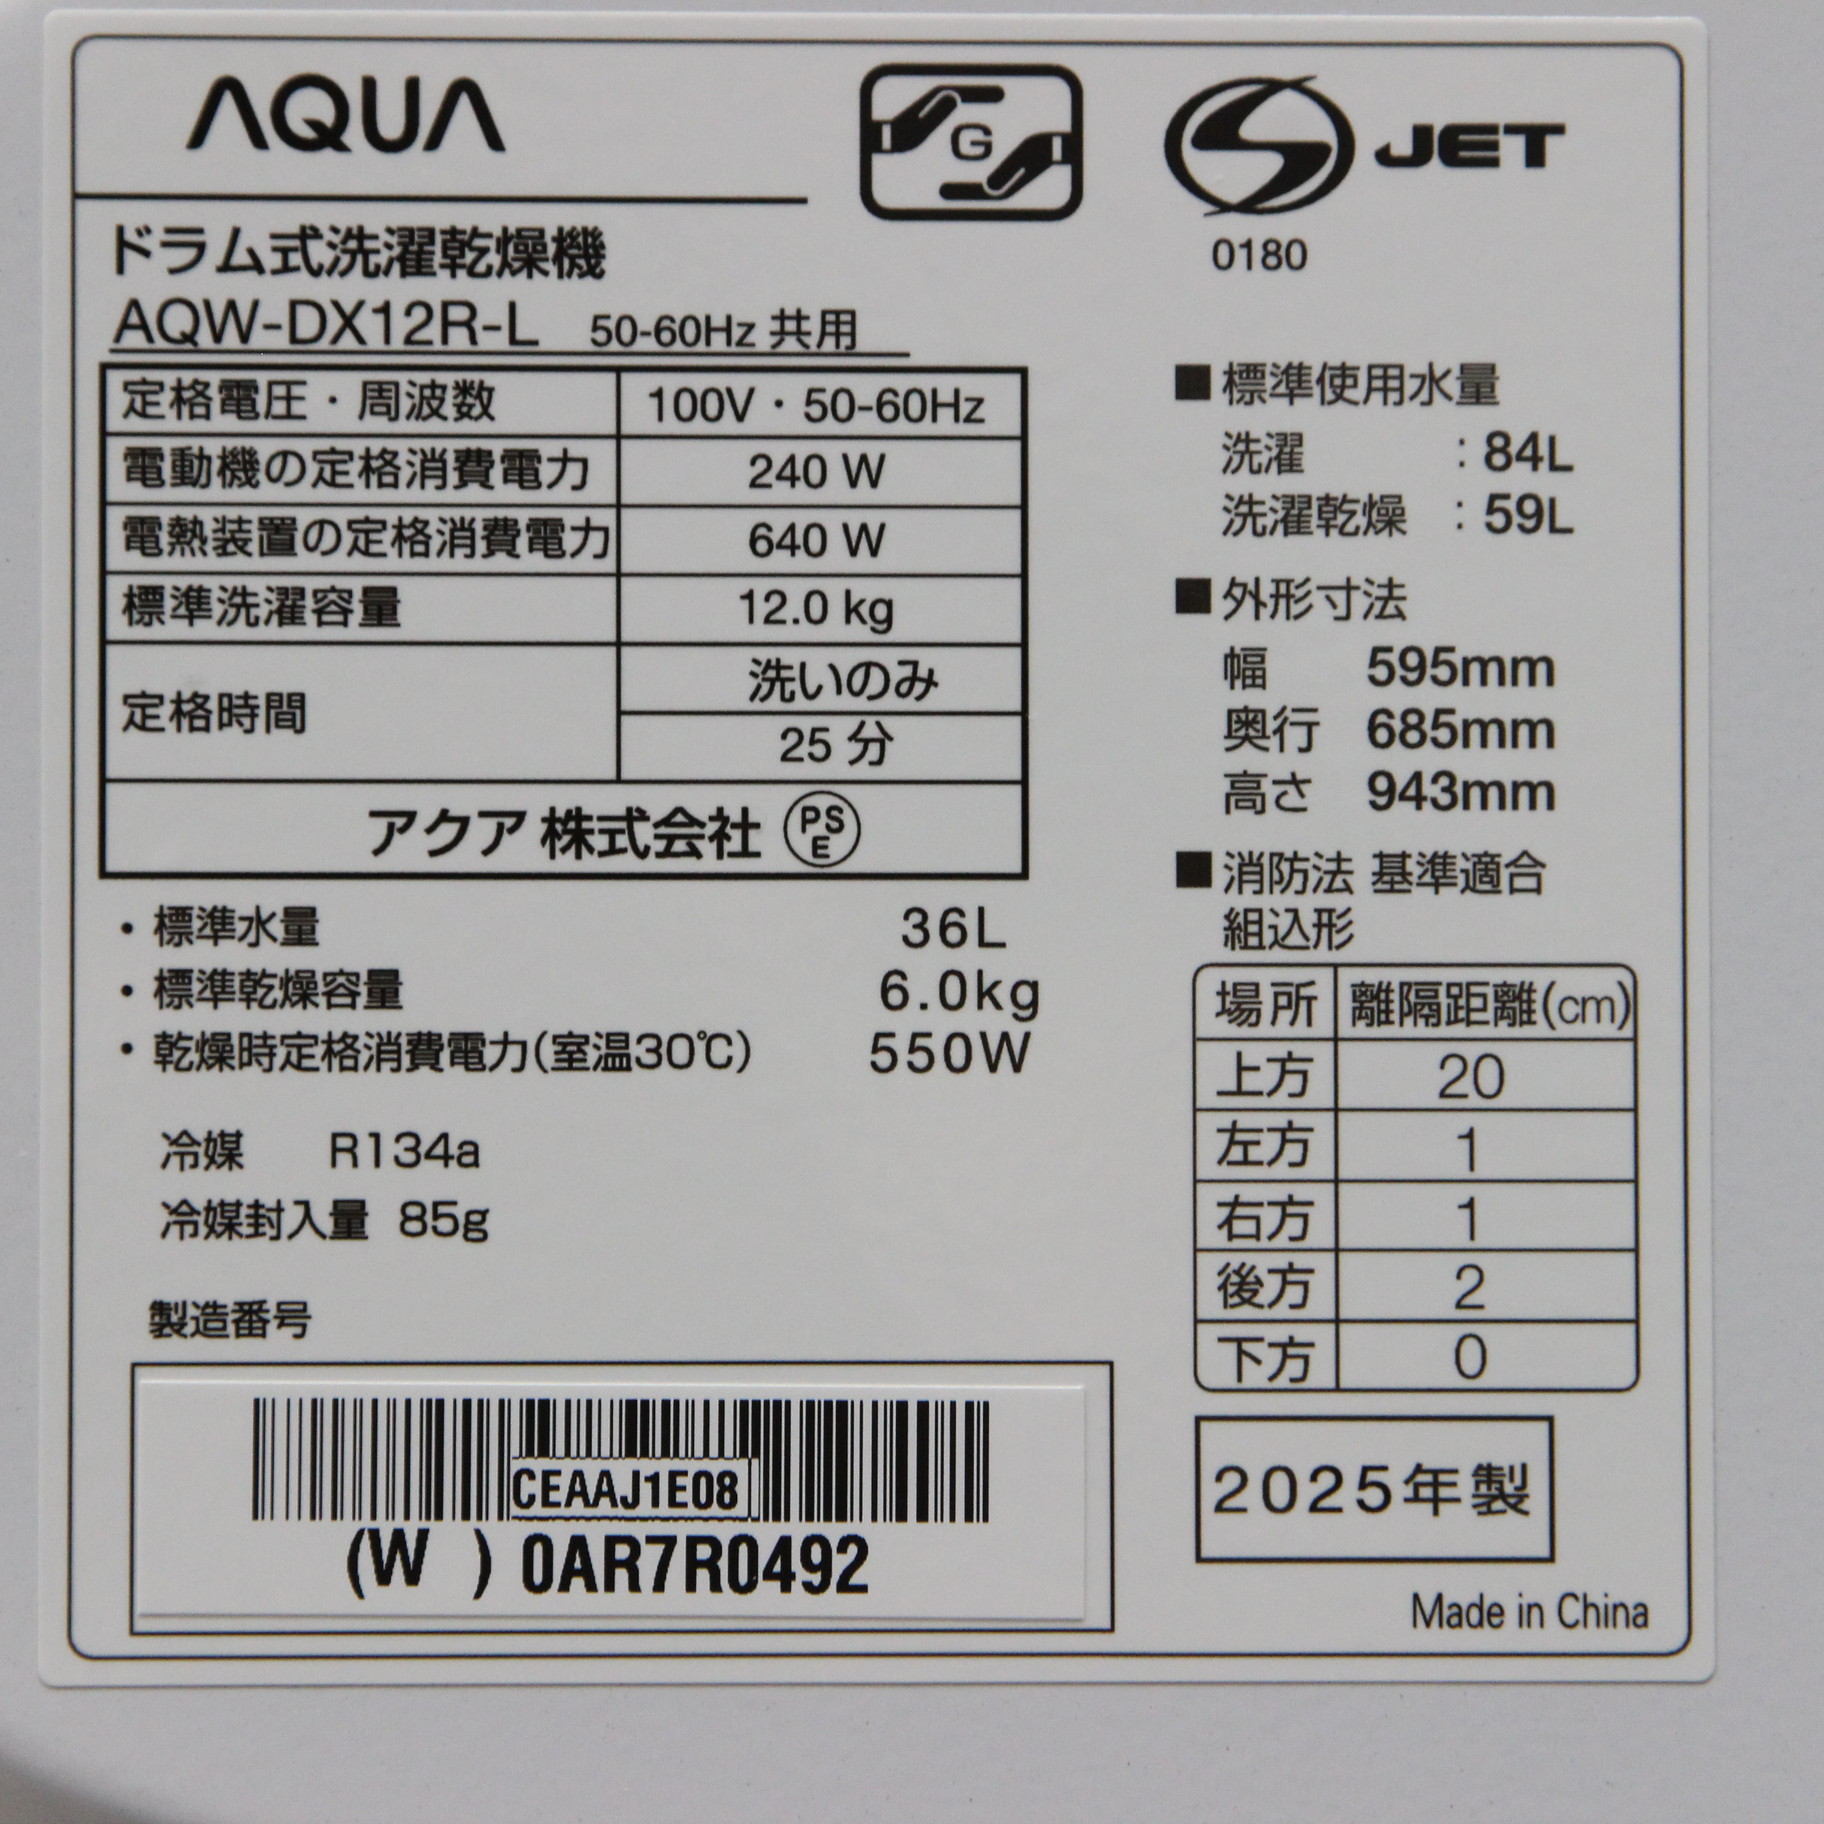 AQUA
G
S JET
0180
ドラム式洗濯乾燥機
AQW-DX12R-L 50-60Hz 共用
定格電圧・周波数 100V・50-60Hz
電動機の定格消費電力 240 W
電熱装置の定格消費電力 640 W
標準洗濯容量 12.0 kg
定格時間 洗いのみ
25 分
アクア 株式会社 PSE
・標準水量 36L
・標準乾燥容量 6.0kg
・乾燥時定格消費電力(室温30℃) 550W
冷媒 R134a
冷媒封入量 85g
製造番号
CEAAJ1E08
(W ) 0AR7R0492
■標準使用水量
洗濯 : 84L
洗濯乾燥 : 59L
■外形寸法
幅 595mm
奥行 685mm
高さ 943mm
■消防法 基準適合
組込形
場所 離隔距離(cm)
上方 20
左方 1
右方 1
後方 2
下方 0
2025年製
Made in China